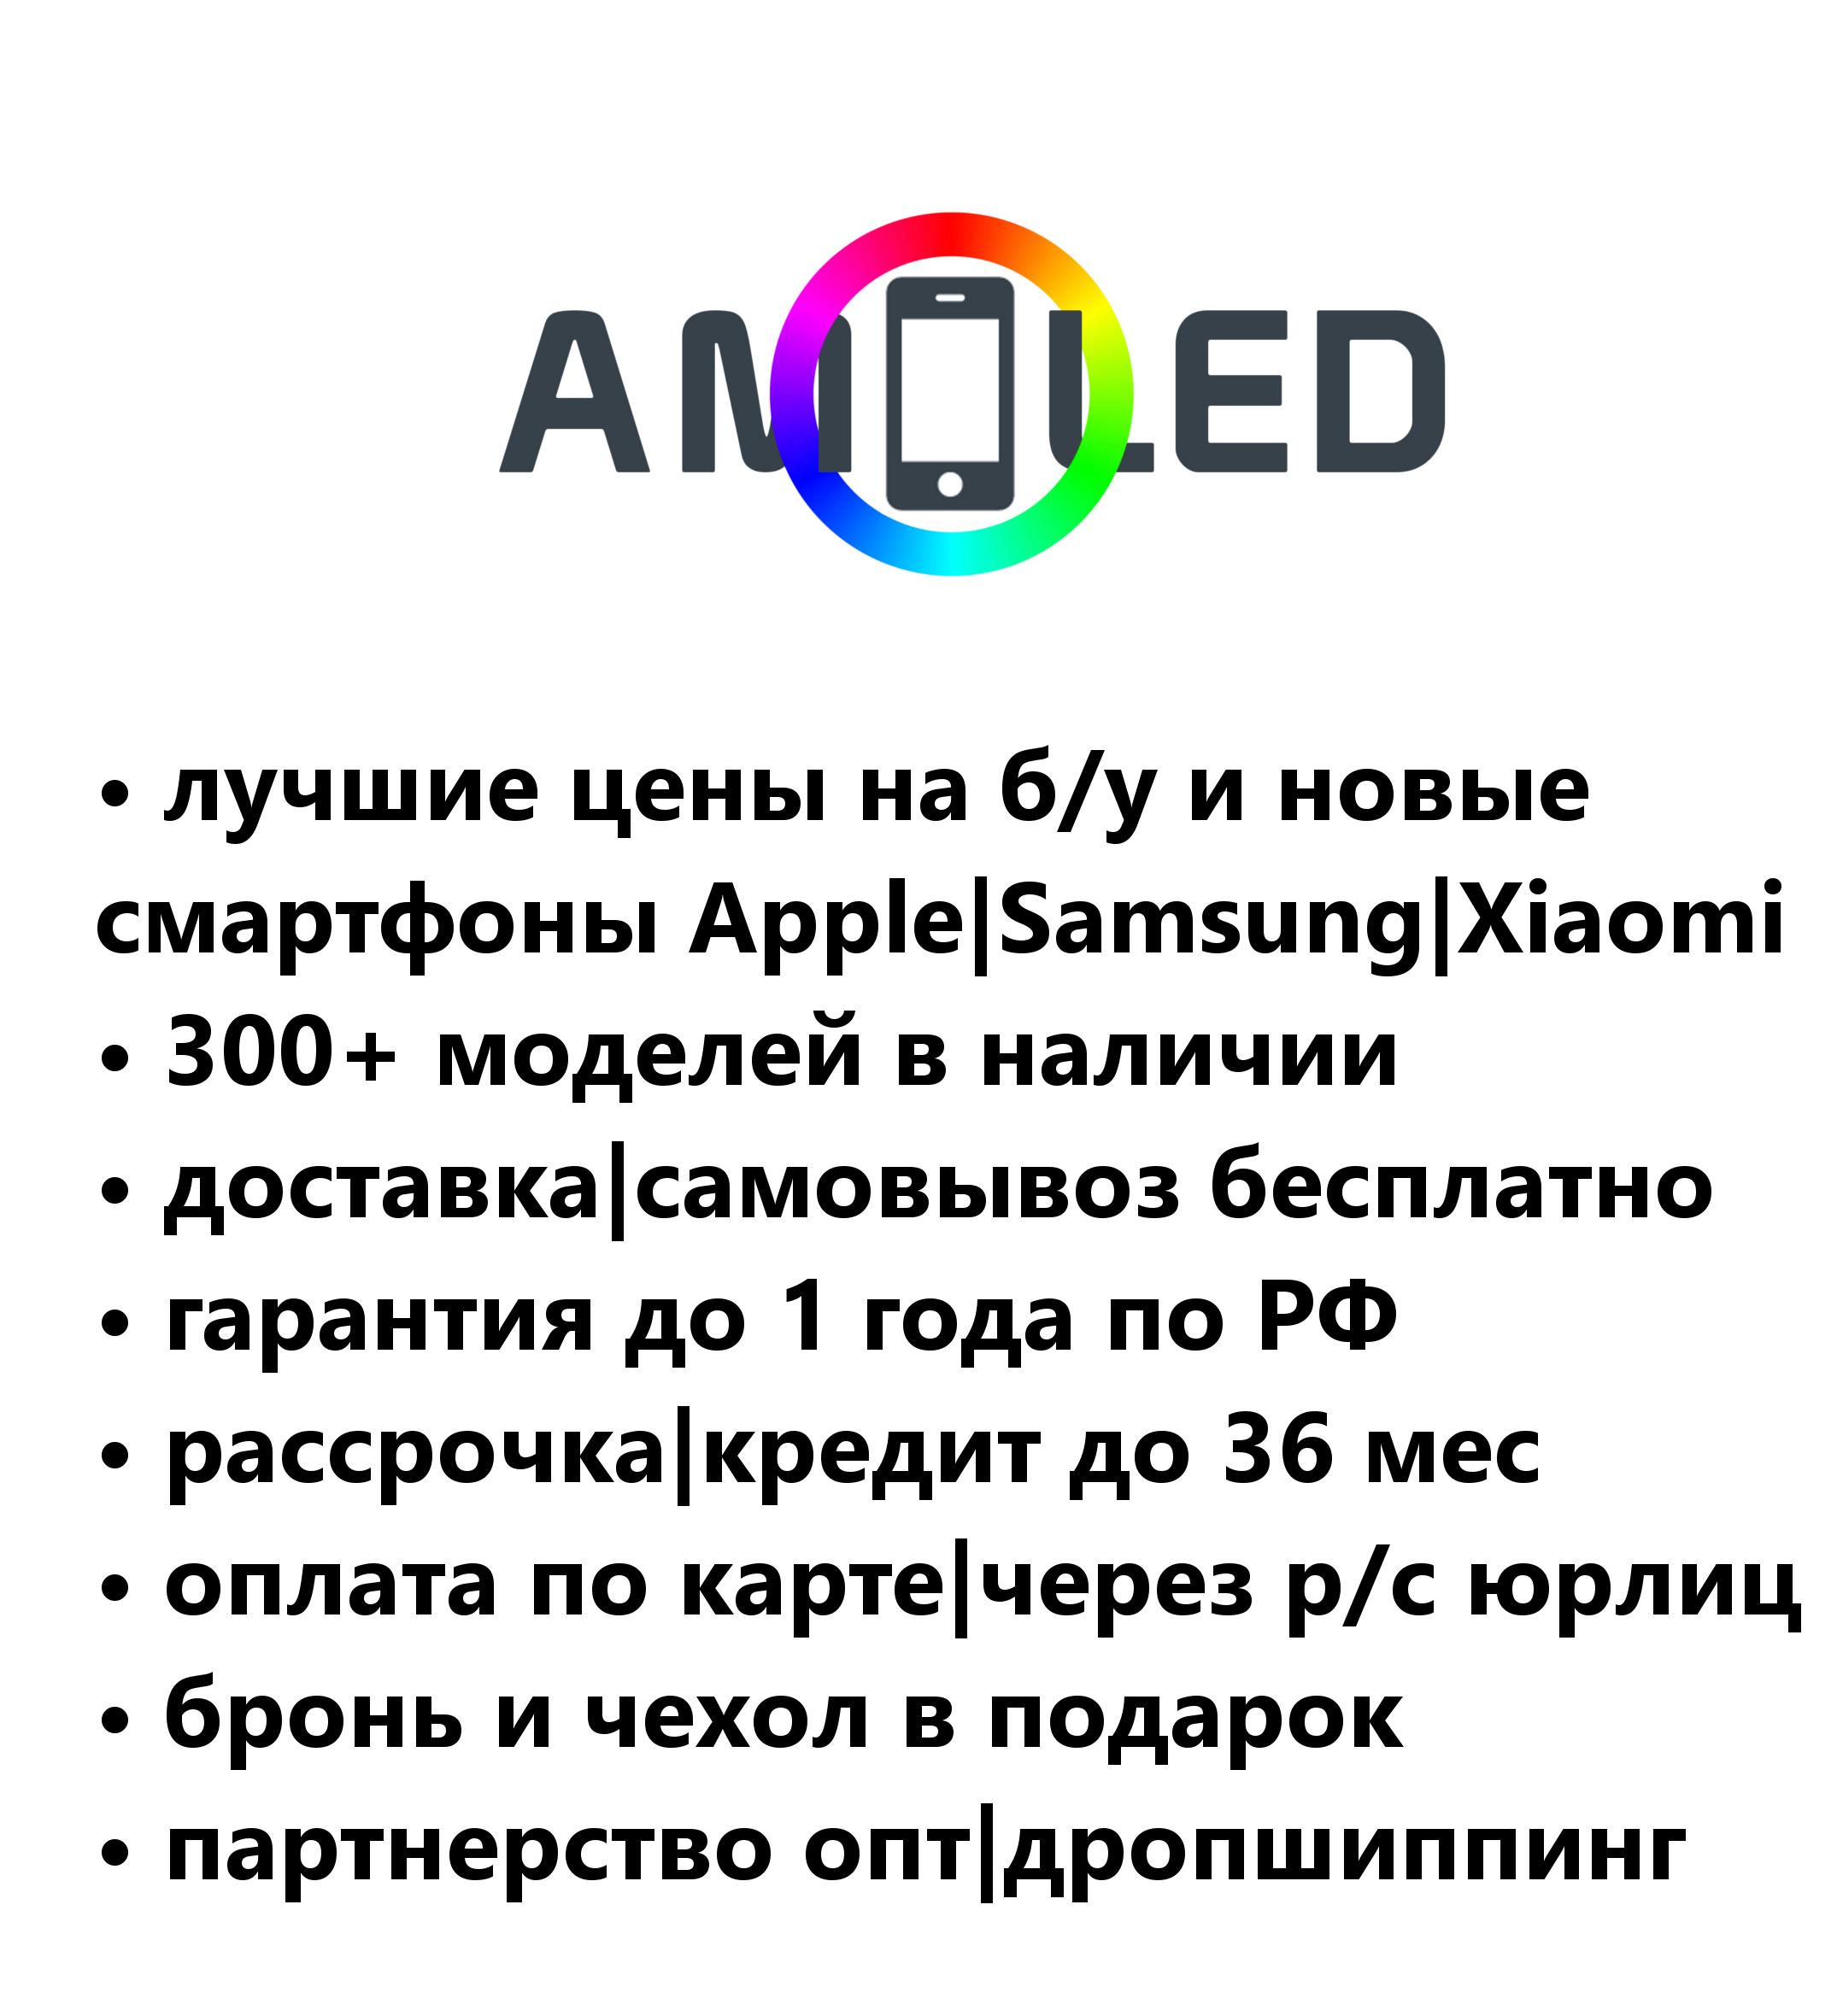 AMOLED
• лучшие цены на б/у и новые
смартфоны Apple|Samsung|Xiaomi
• 300+ моделей в наличии
• доставка|самовывоз бесплатно
• гарантия до 1 года по РФ
• рассрочка|кредит до 36 мес
• оплата по карте|через р/с юрлиц
• бронь и чехол в подарок
• партнерство опт|дропшиппинг